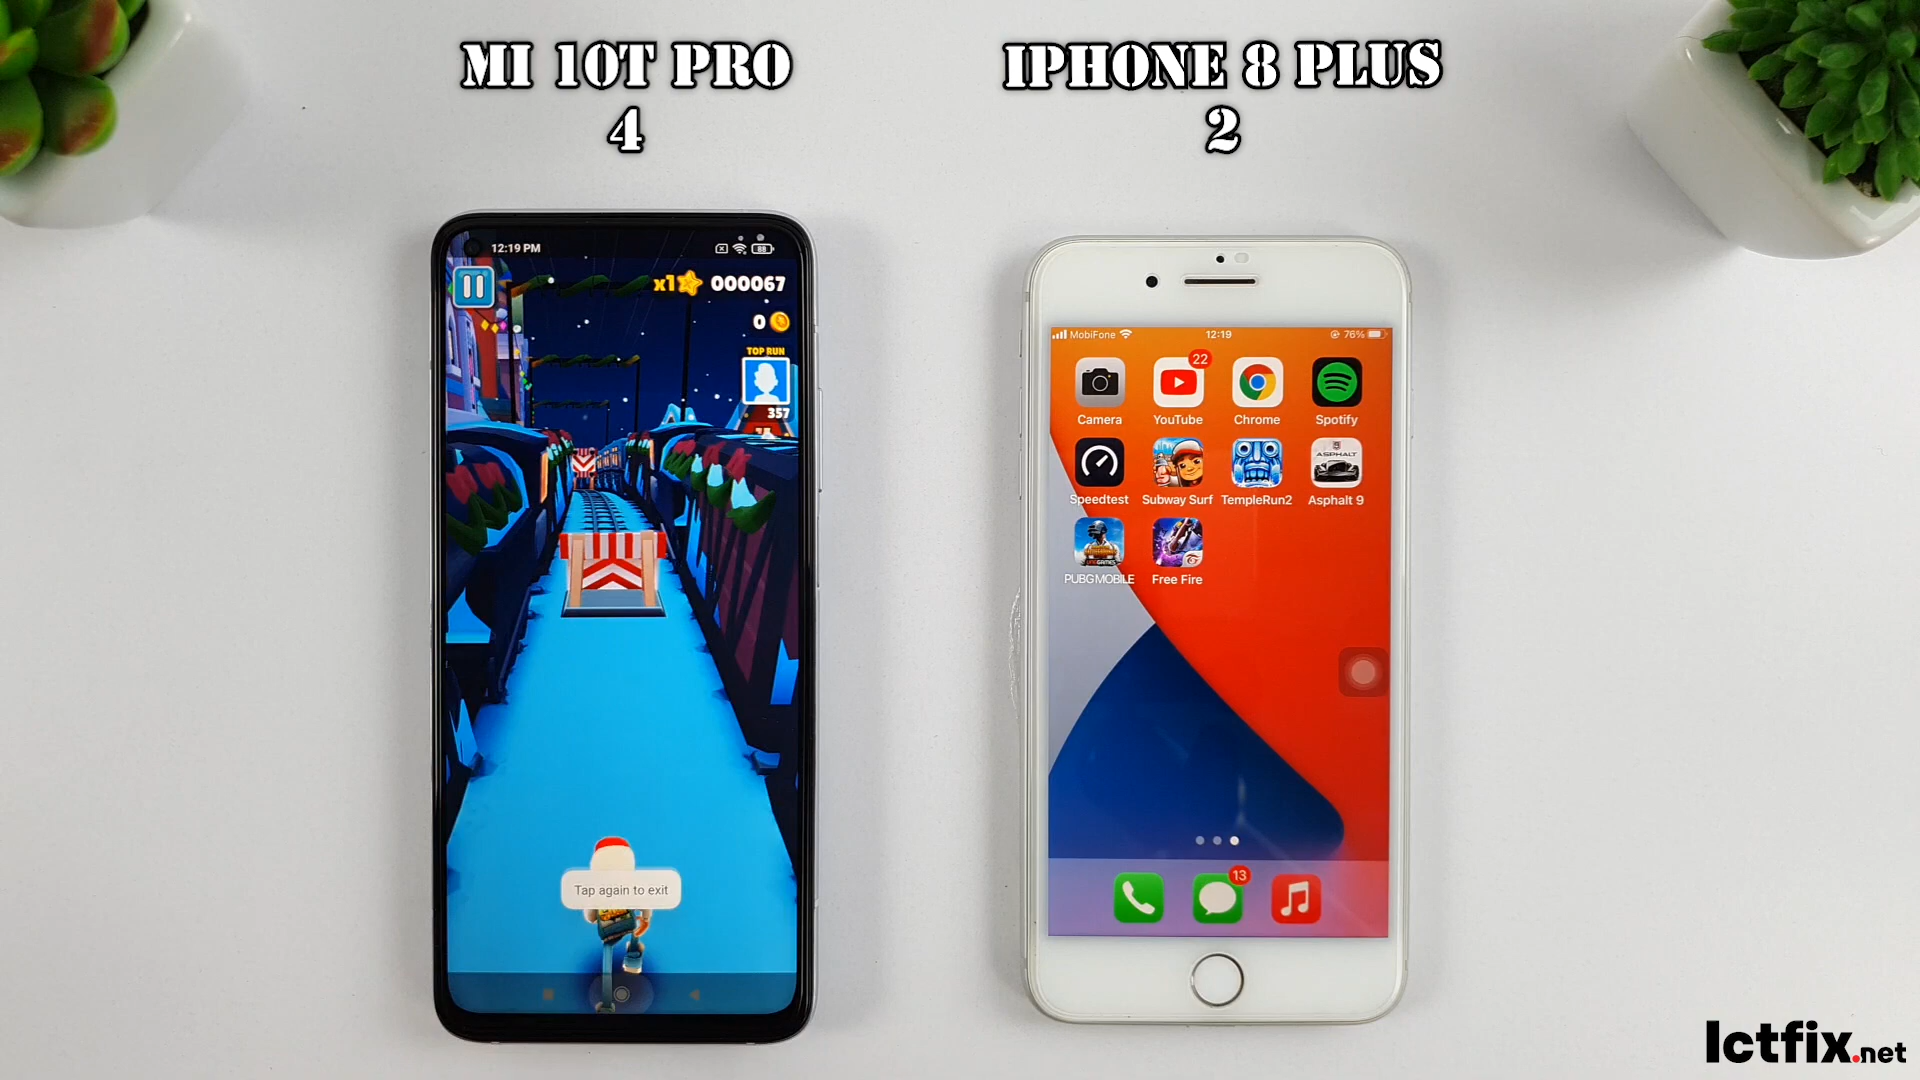 MI 10T PRO
4
IPHONE 8 PLUS
2
12:19 PM
88
x1 000067
0
TOP RUN
357
Tap again to exit
MobiFone 12:19 76%
22
Camera YouTube Chrome Spotify
ASPHALT
Speedtest Subway Surf TempleRun2 Asphalt 9
PUBG MOBILE Free Fire
13
Ictfix.net